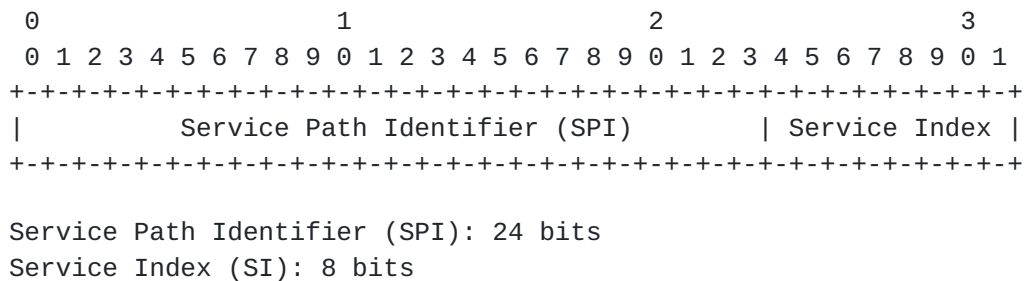 0                   1                   2                   3
 0 1 2 3 4 5 6 7 8 9 0 1 2 3 4 5 6 7 8 9 0 1 2 3 4 5 6 7 8 9 0 1
+-+-+-+-+-+-+-+-+-+-+-+-+-+-+-+-+-+-+-+-+-+-+-+-+-+-+-+-+-+-+-+-+
|          Service Path Identifier (SPI)        | Service Index |
+-+-+-+-+-+-+-+-+-+-+-+-+-+-+-+-+-+-+-+-+-+-+-+-+-+-+-+-+-+-+-+-+
Service Path Identifier (SPI): 24 bits
Service Index (SI): 8 bits